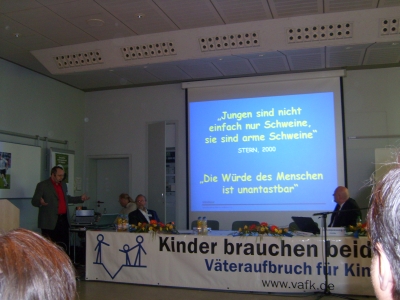 „Jungen sind nicht
einfach nur Schweine,
sie sind arme Schweine“
STERN, 2000
„Die Würde des Menschen
ist unantastbar“
Kinder brauchen beid
Väteraufbruch für Kin
www.vafk.de